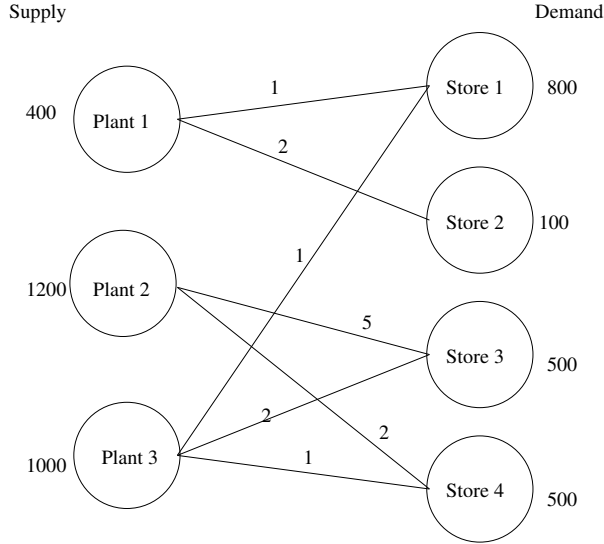 Supply Demand
1
400 Plant 1 Store 1 800
2
Store 2 100
1
1200 Plant 2
5
Store 3 500
2
2
1000 Plant 3 1
Store 4 500